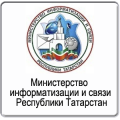 Министерство
информатизации и связи
Республики Татарстан